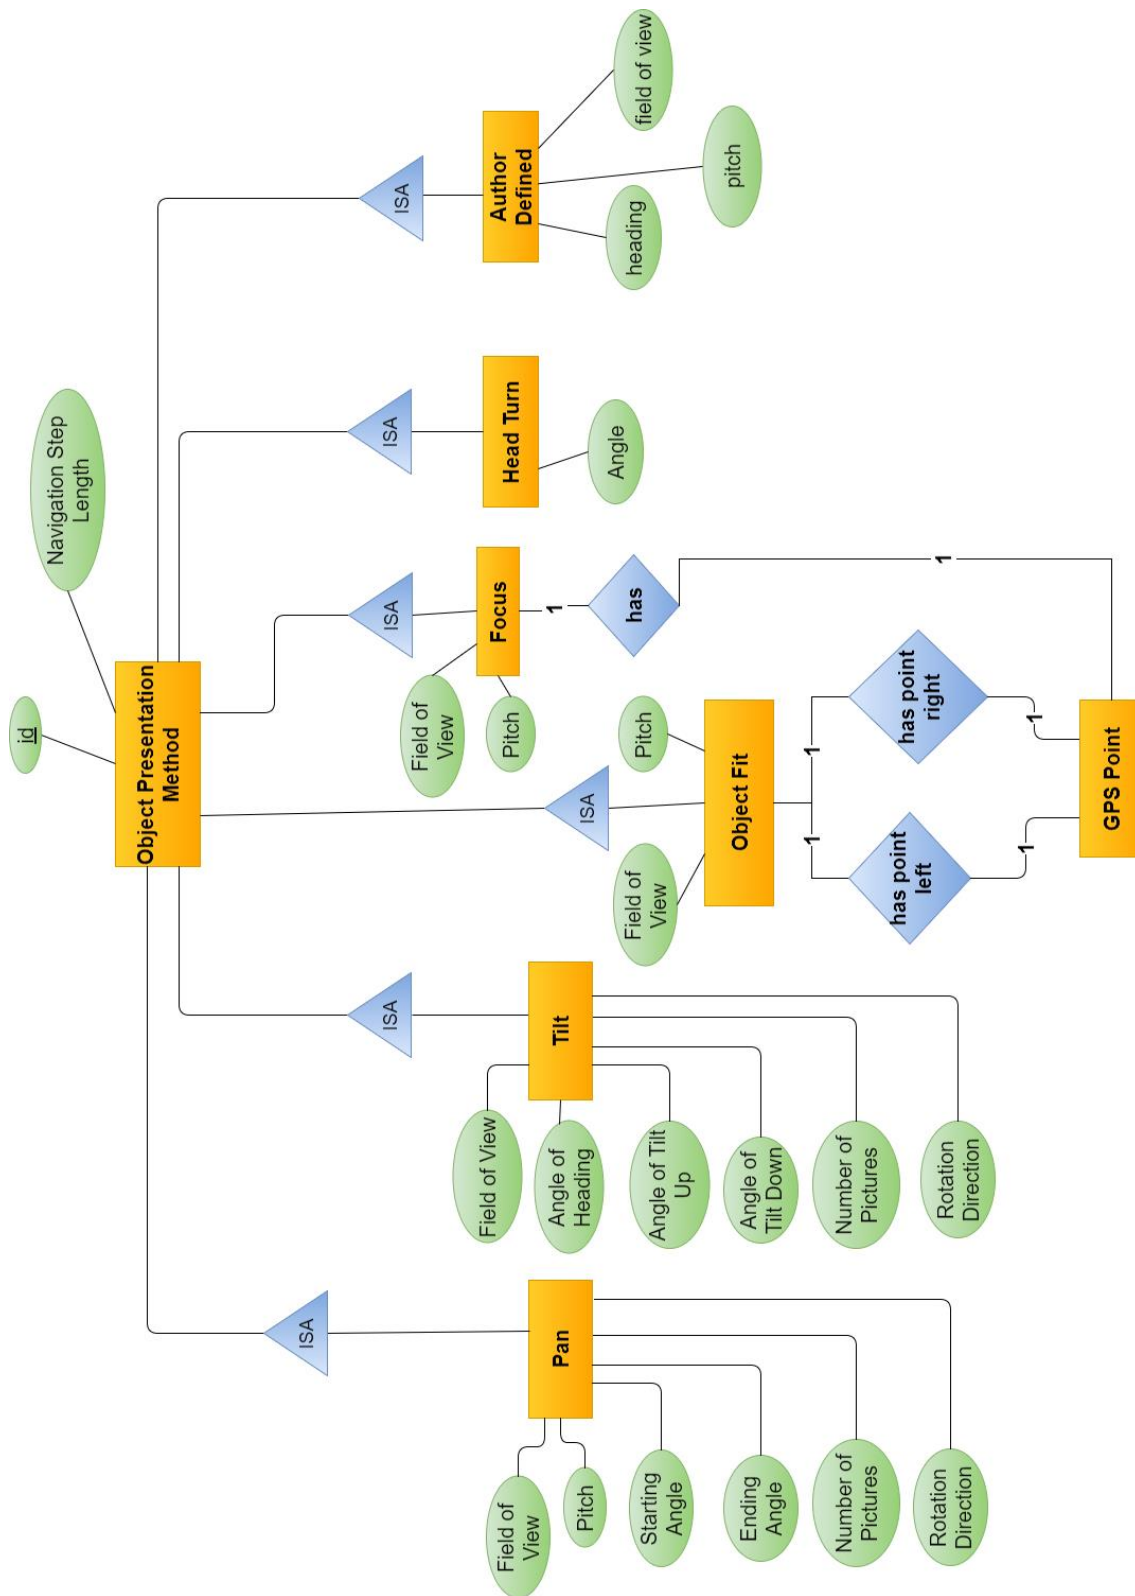 id
Navigation Step
Length
Object Presentation
Method
ISA
ISA
ISA
ISA
ISA
ISA
Pan
Field of
View
Pitch
Starting
Angle
Ending
Angle
Number of
Pictures
Rotation
Direction
Tilt
Field of View
Angle of
Heading
Angle of Tilt
Up
Angle of
Tilt Down
Number of
Pictures
Rotation
Direction
Object Fit
Field of
View
Pitch
1
1
has point
left
has point
right
1
1
GPS Point
Focus
Field of
View
Pitch
1
has
1
Head Turn
Angle
Author
Defined
heading
pitch
field of view